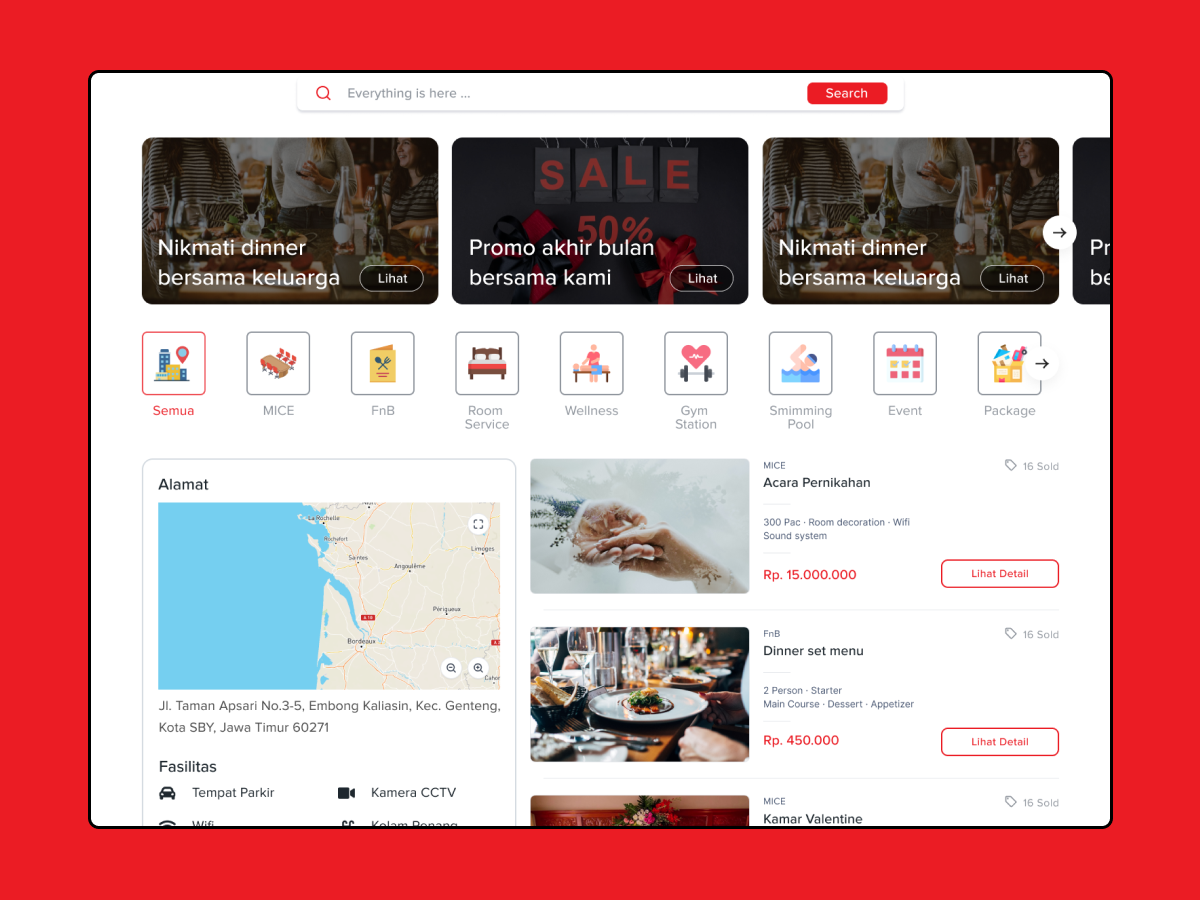 Everything is here ...
Search
SALE
50%
Nikmati dinner
bersama keluarga
Lihat
Promo akhir bulan
bersama kami
Lihat
Nikmati dinner
bersama keluarga
Lihat
Semua
MICE
FnB
Room
Service
Wellness
Gym
Station
Smimming
Pool
Event
Package
Alamat
La Rochelle
Rochefort
Saintes
Angoulême
Limoges
Périgueux
Bordeaux
Jl. Taman Apsari No.3-5, Embong Kaliasin, Kec. Genteng,
Kota SBY, Jawa Timur 60271
Fasilitas
Tempat Parkir
Kamera CCTV
Wifi
Kolam Renang
MICE
16 Sold
Acara Pernikahan
300 Pac · Room decoration · Wifi
Sound system
Rp. 15.000.000
Lihat Detail
FnB
16 Sold
Dinner set menu
2 Person · Starter
Main Course · Dessert · Appetizer
Rp. 450.000
Lihat Detail
MICE
16 Sold
Kamar Valentine